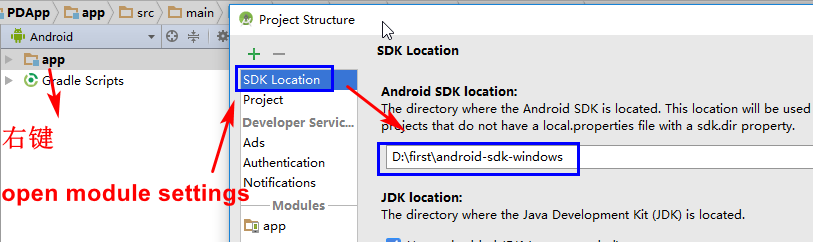 PDApp app src main
Android
app
Gradle Scripts
右键
open module settings
Project Structure
SDK Location
Project
Developer Servic...
Ads
Authentication
Notifications
Modules
app
SDK Location
Android SDK location:
The directory where the Android SDK is located. This location will be used
projects that do not have a local.properties file with a sdk.dir property.
D:\first\android-sdk-windows
JDK location:
The directory where the Java Development Kit (JDK) is located.